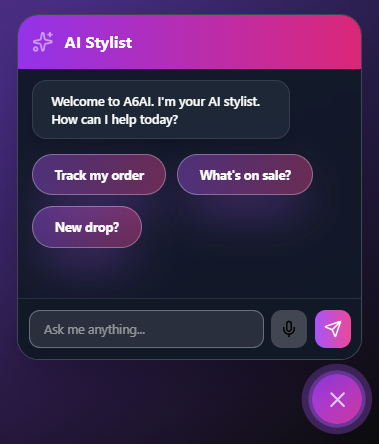 AI Stylist
Welcome to A6AI. I'm your AI stylist.
How can I help today?
Track my order
What's on sale?
New drop?
Ask me anything...